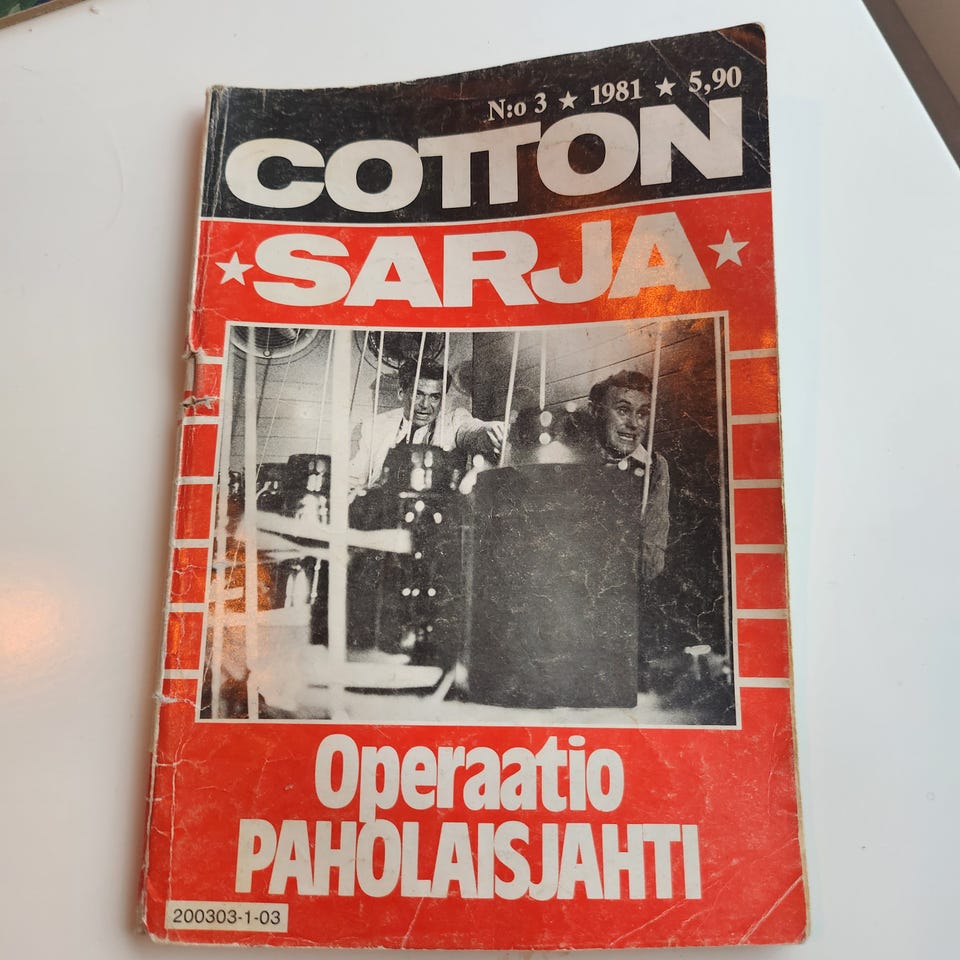 N:o 3 ★ 1981 ★ 5,90
COTTON
★SARJA★
Operaatio
PAHOLAISJAHTI
200303-1-03